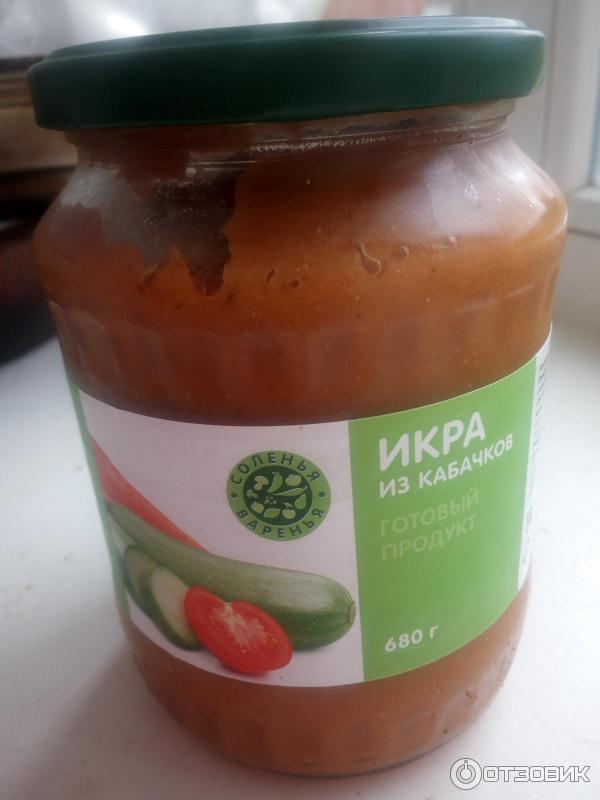 СОЛЕНЬЯ
ВАРЕНЬЯ
ИКРА
ИЗ КАБАЧКОВ
ГОТОВЫЙ
ПРОДУКТ
680 г
ОТЗОВИК